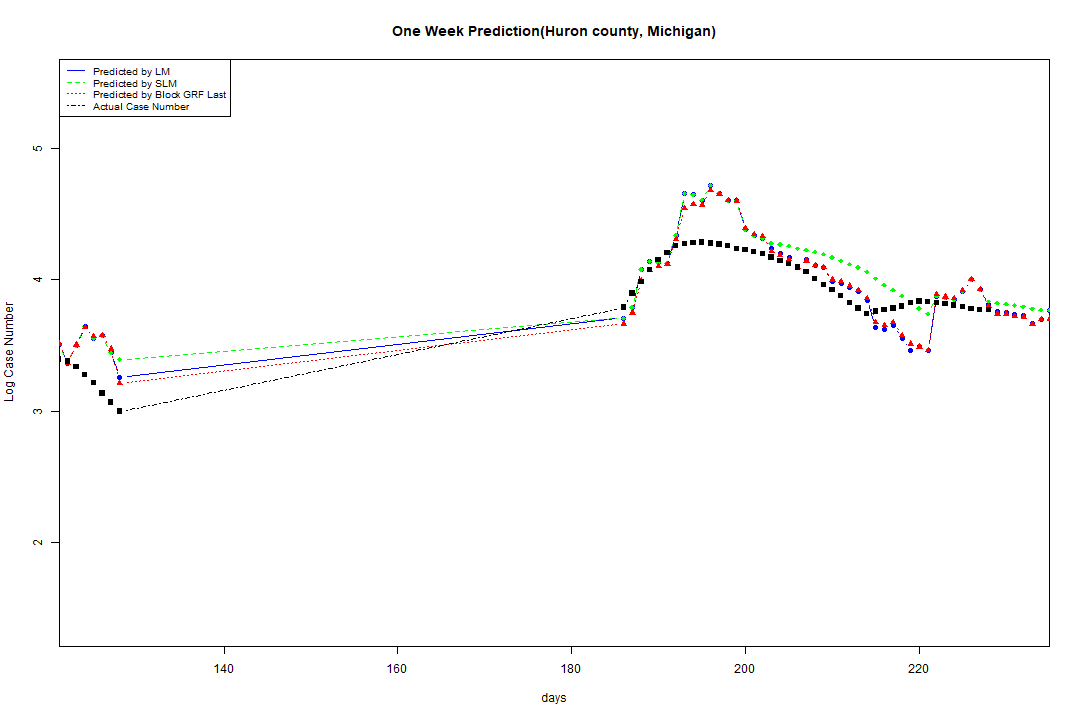 One Week Prediction(Huron county, Michigan)
Predicted by LM
Predicted by SLM
Predicted by Block GRF Last
Actual Case Number
5
4
3
2
Log Case Number
140 160 180 200 220
days